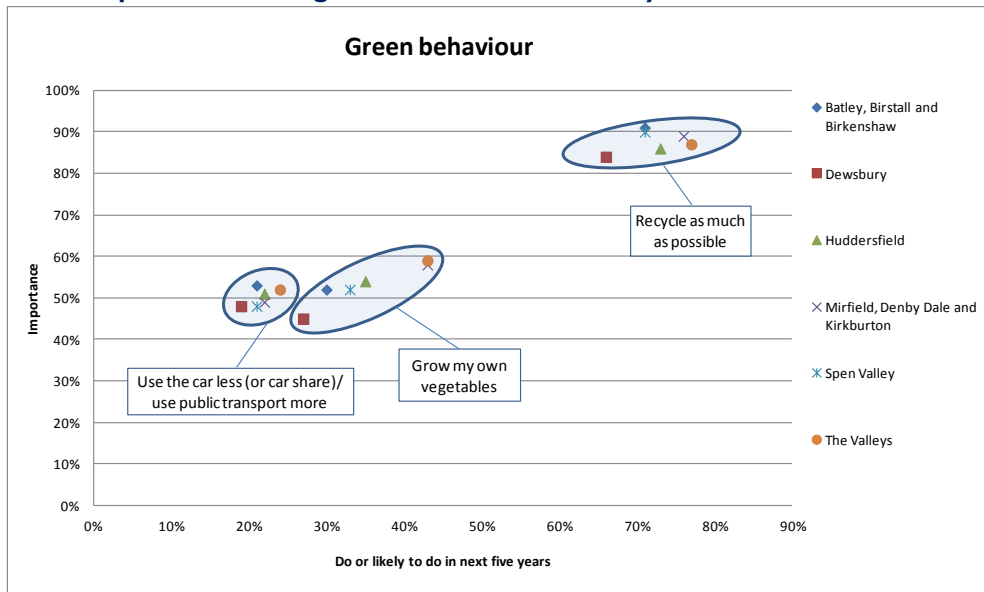 Green behaviour
100%
90%
80%
70%
60%
50%
40%
30%
20%
10%
0%
Importance
0% 10% 20% 30% 40% 50% 60% 70% 80% 90%
Do or likely to do in next five years
Recycle as much
as possible
Grow my own
vegetables
Use the car less (or car share)/
use public transport more
Batley, Birstall and
Birkenshaw
Dewsbury
Huddersfield
Mirfield, Denby Dale and
Kirkburton
Spen Valley
The Valleys